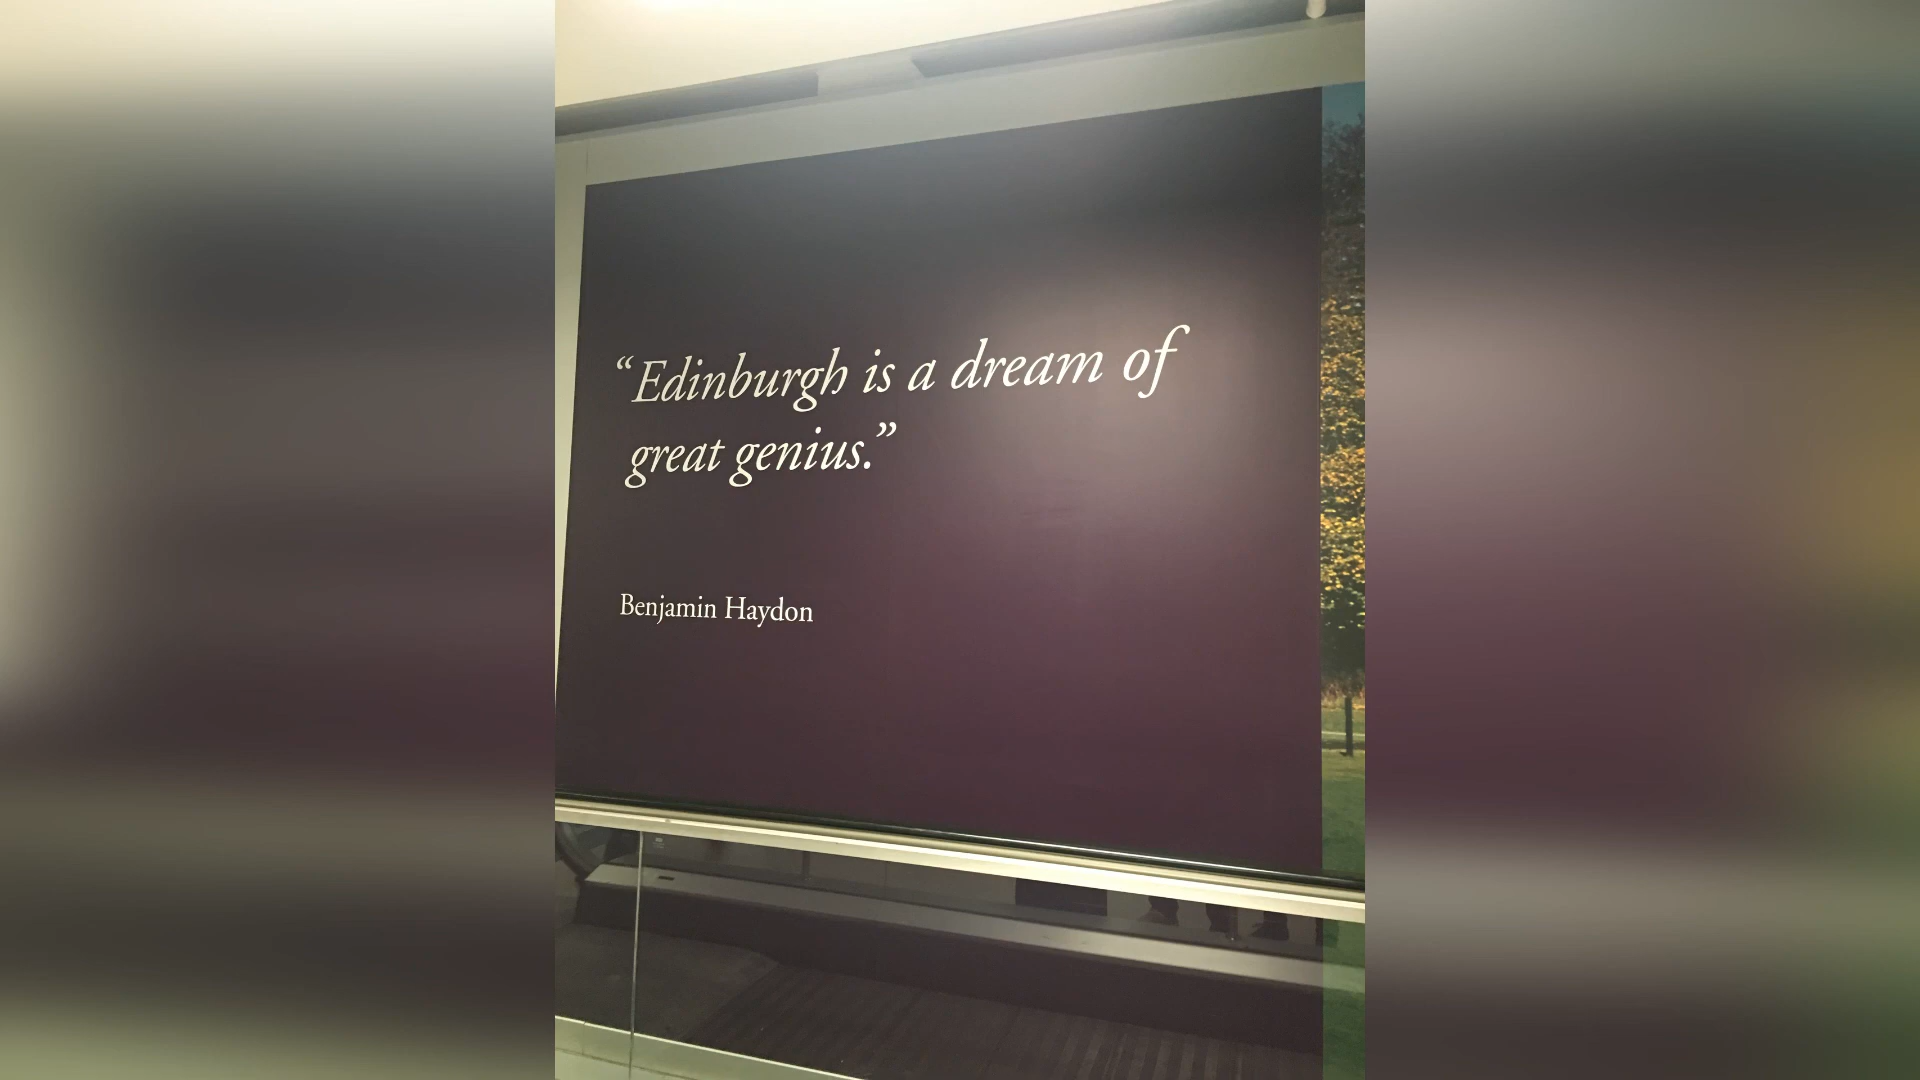 “Edinburgh is a dream of
great genius.”
Benjamin Haydon